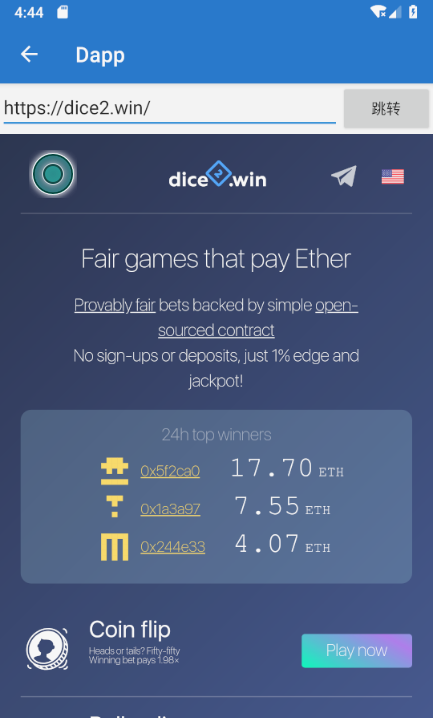 4:44
Dapp
https://dice2.win/
跳转
dice2.win
Fair games that pay Ether
Provably fair bets backed by simple open-
sourced contract
No sign-ups or deposits, just 1% edge and
jackpot!
24h top winners
0x5f2ca0 17.70 ETH
0x1a3a97 7.55 ETH
0x244e33 4.07 ETH
Coin flip
Heads or tails? Fifty-fifty
Winning bet pays 1.98×
Play now